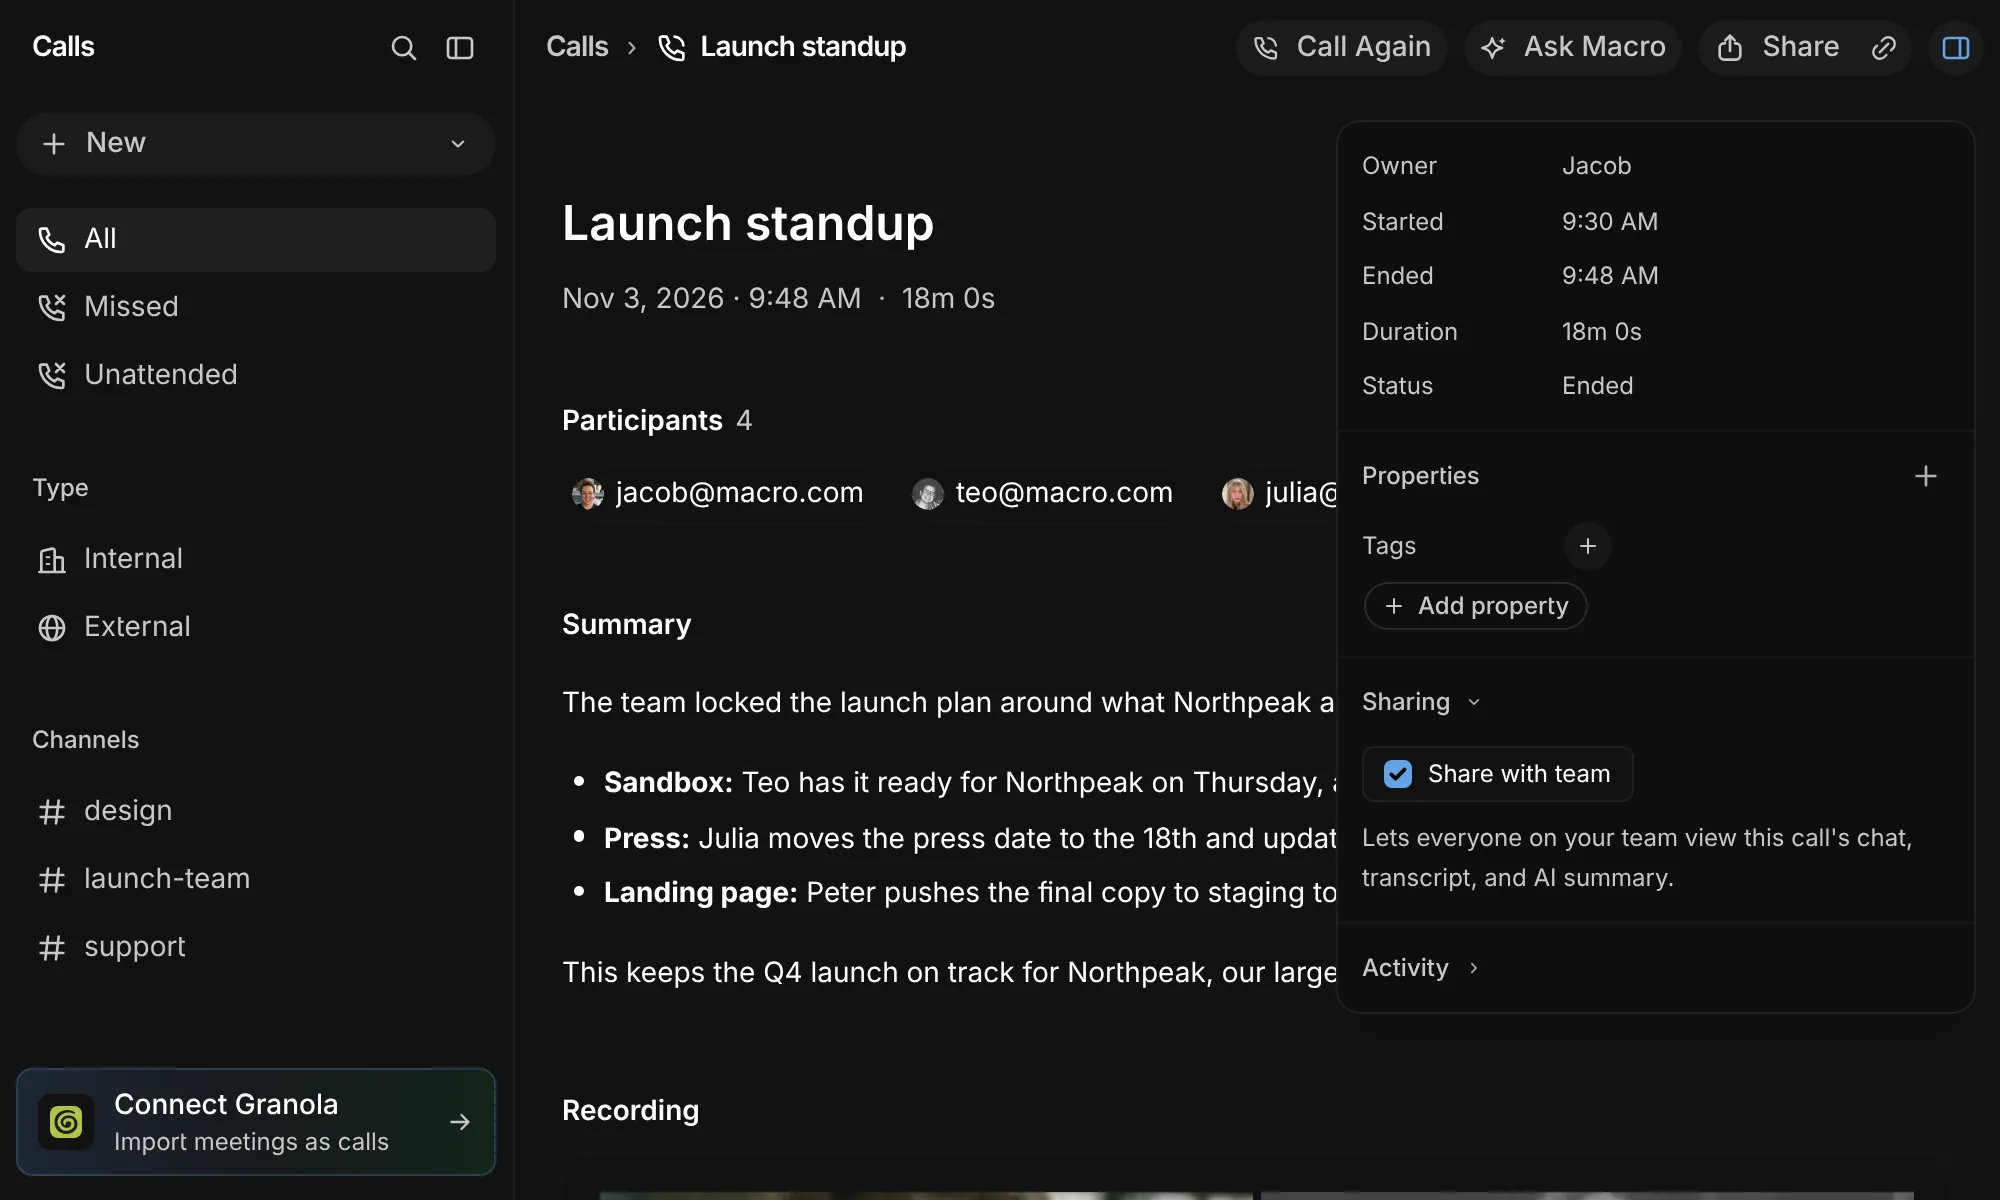 Calls
New
All
Missed
Unattended
Type
Internal
External
Channels
design
launch-team
support
Connect Granola
Import meetings as calls
Calls › Launch standup
Call Again
Ask Macro
Share
Launch standup
Nov 3, 2026 · 9:48 AM · 18m 0s
Participants 4
jacob@macro.com teo@macro.com julia@
Summary
The team locked the launch plan around what Northpeak a
• Sandbox: Teo has it ready for Northpeak on Thursday,
• Press: Julia moves the press date to the 18th and updat
• Landing page: Peter pushes the final copy to staging to
This keeps the Q4 launch on track for Northpeak, our large
Recording
Owner Jacob
Started 9:30 AM
Ended 9:48 AM
Duration 18m 0s
Status Ended
Properties
Tags
Add property
Sharing
Share with team
Lets everyone on your team view this call's chat,
transcript, and AI summary.
Activity